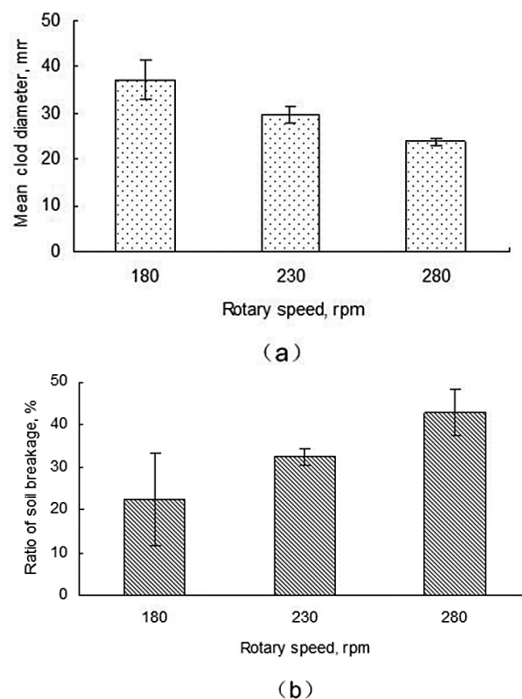 Mean clod diameter, mm
50
40
30
20
10
0
180 230 280
Rotary speed, rpm
（a）
Ratio of soil breakage, %
50
40
30
20
10
0
180 230 280
Rotary speed, rpm
（b）